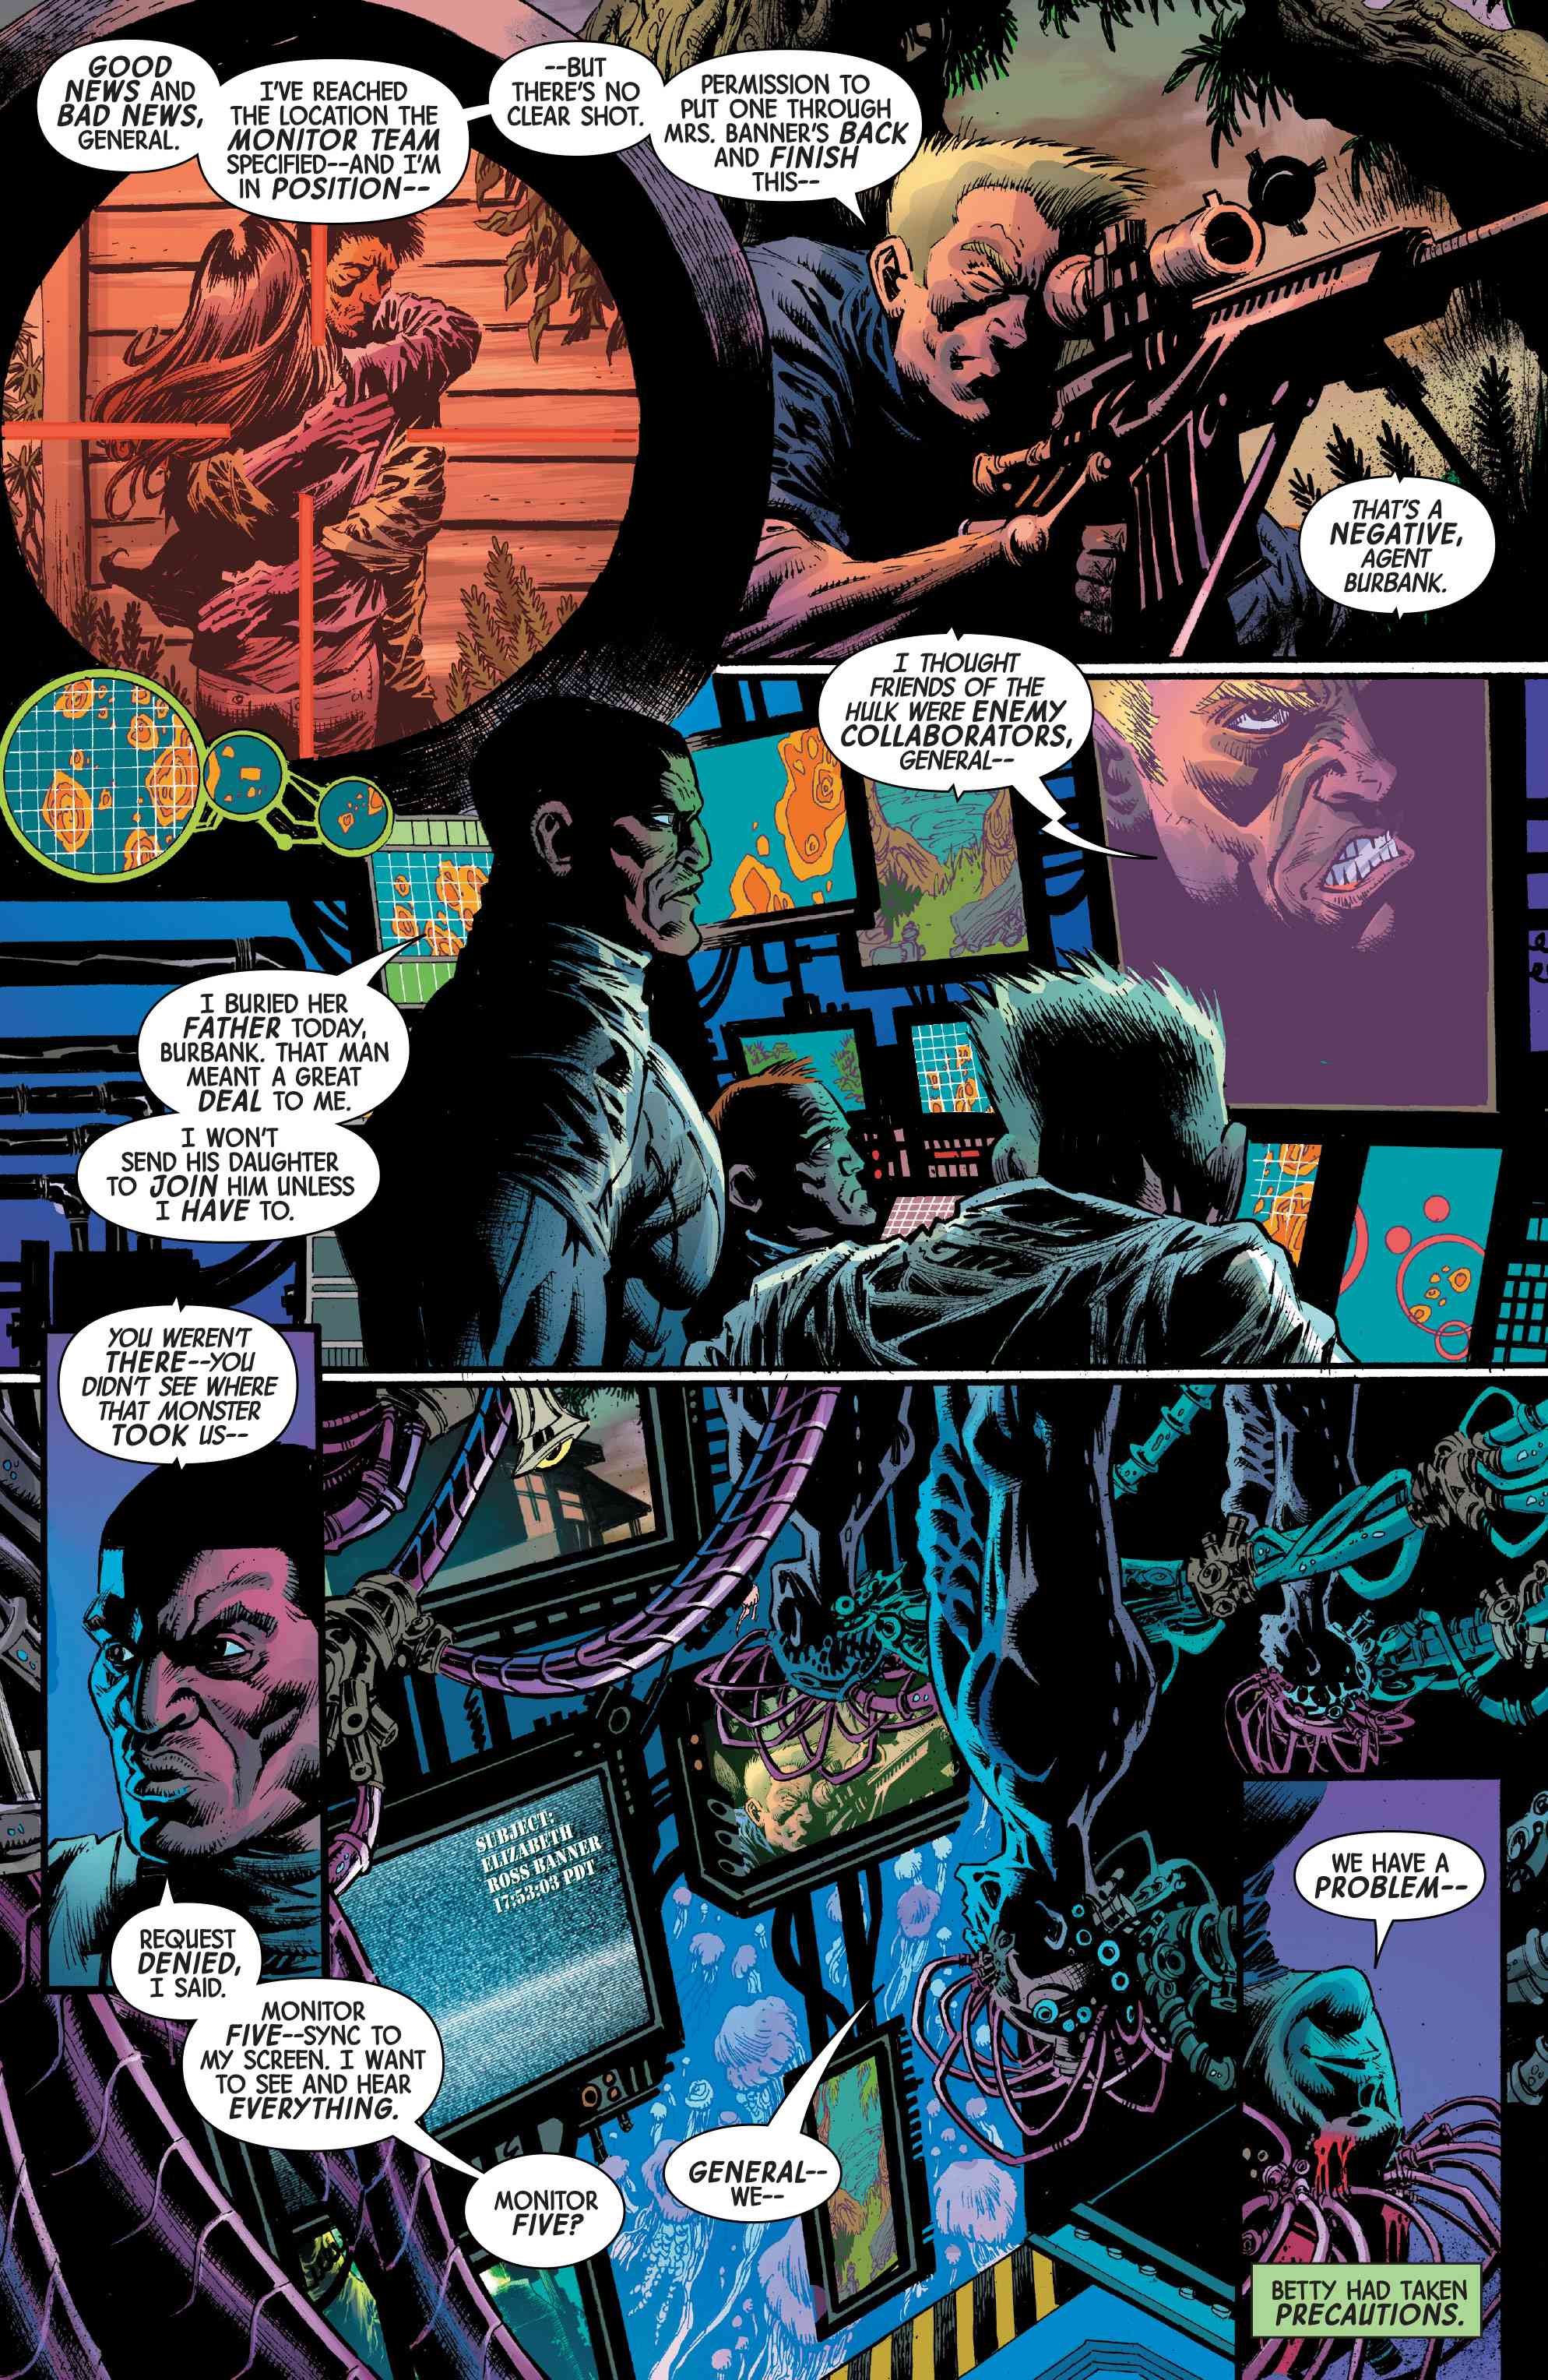 GOOD
NEWS AND
BAD NEWS,
GENERAL.
I'VE REACHED
THE LOCATION THE
MONITOR TEAM
SPECIFIED--AND I'M
IN POSITION--
--BUT
THERE'S NO
CLEAR SHOT.
PERMISSION TO
PUT ONE THROUGH
MRS. BANNER'S BACK
AND FINISH
THIS--
THAT'S A
NEGATIVE,
AGENT
BURBANK.
I THOUGHT
FRIENDS OF THE
HULK WERE ENEMY
COLLABORATORS,
GENERAL--
I BURIED HER
FATHER TODAY,
BURBANK. THAT MAN
MEANT A GREAT
DEAL TO ME.
I WON'T
SEND HIS DAUGHTER
TO JOIN HIM UNLESS
I HAVE TO.
YOU WEREN'T
THERE--YOU
DIDN'T SEE WHERE
THAT MONSTER
TOOK US--
REQUEST
DENIED,
I SAID.
MONITOR
FIVE--SYNC TO
MY SCREEN. I WANT
TO SEE AND HEAR
EVERYTHING.
MONITOR
FIVE?
SUBJECT:
ELIZABETH
ROSS BANNER
17:53:03 PDT
GENERAL--
WE--
WE HAVE A
PROBLEM--
BETTY HAD TAKEN
PRECAUTIONS.